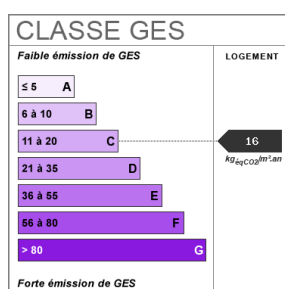 CLASSE GES
Faible émission de GES
LOGEMENT
≤ 5 A
6 à 10 B
11 à 20 C
16
kgéqCO2/m².an
21 à 35 D
36 à 55 E
56 à 80 F
> 80 G
Forte émission de GES